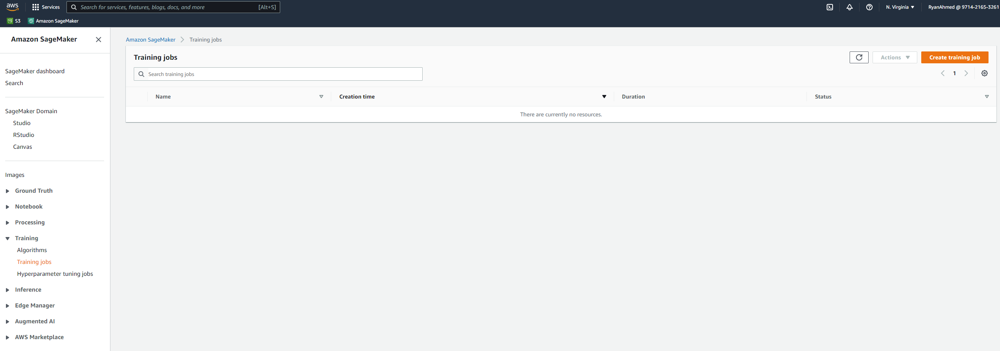 aws
Services
Search for services, features, blogs, docs, and more
[Alt+S]
N. Virginia
RyanAhmed @ 9714-2165-3261
S3
Amazon SageMaker
Amazon SageMaker
SageMaker dashboard
Search
SageMaker Domain
Studio
RStudio
Canvas
Images
Ground Truth
Notebook
Processing
Training
Algorithms
Training jobs
Hyperparameter tuning jobs
Inference
Edge Manager
Augmented AI
AWS Marketplace
Amazon SageMaker
Training jobs
Training jobs
Actions
Create training job
Search training jobs
1
Name
Creation time
Duration
Status
There are currently no resources.